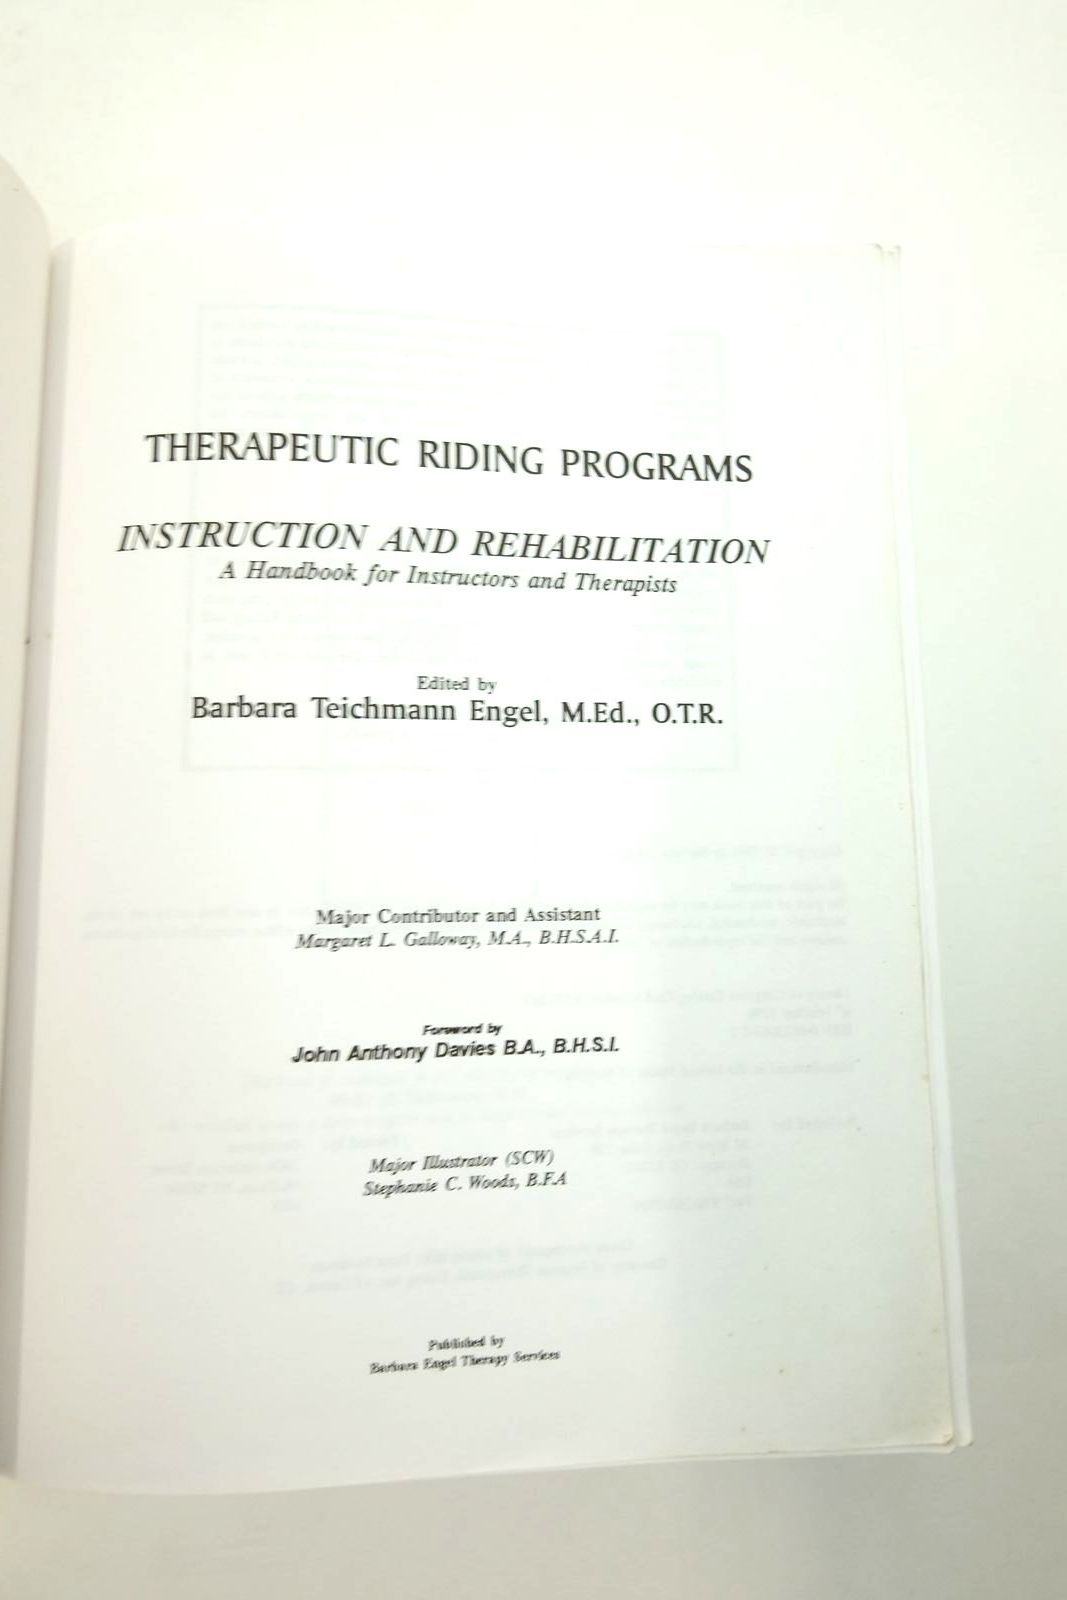 THERAPEUTIC RIDING PROGRAMS
INSTRUCTION AND REHABILITATION
A Handbook for Instructors and Therapists
Edited by
Barbara Teichmann Engel, M.Ed., O.T.R.
Major Contributor and Assistant
Margaret L. Galloway, M.A., B.H.S.A.I.
Foreword by
John Anthony Davies B.A., B.H.S.I.
Major Illustrator (SCW)
Stephanie C. Woods, B.F.A
Published by
Barbara Engel Therapy Services